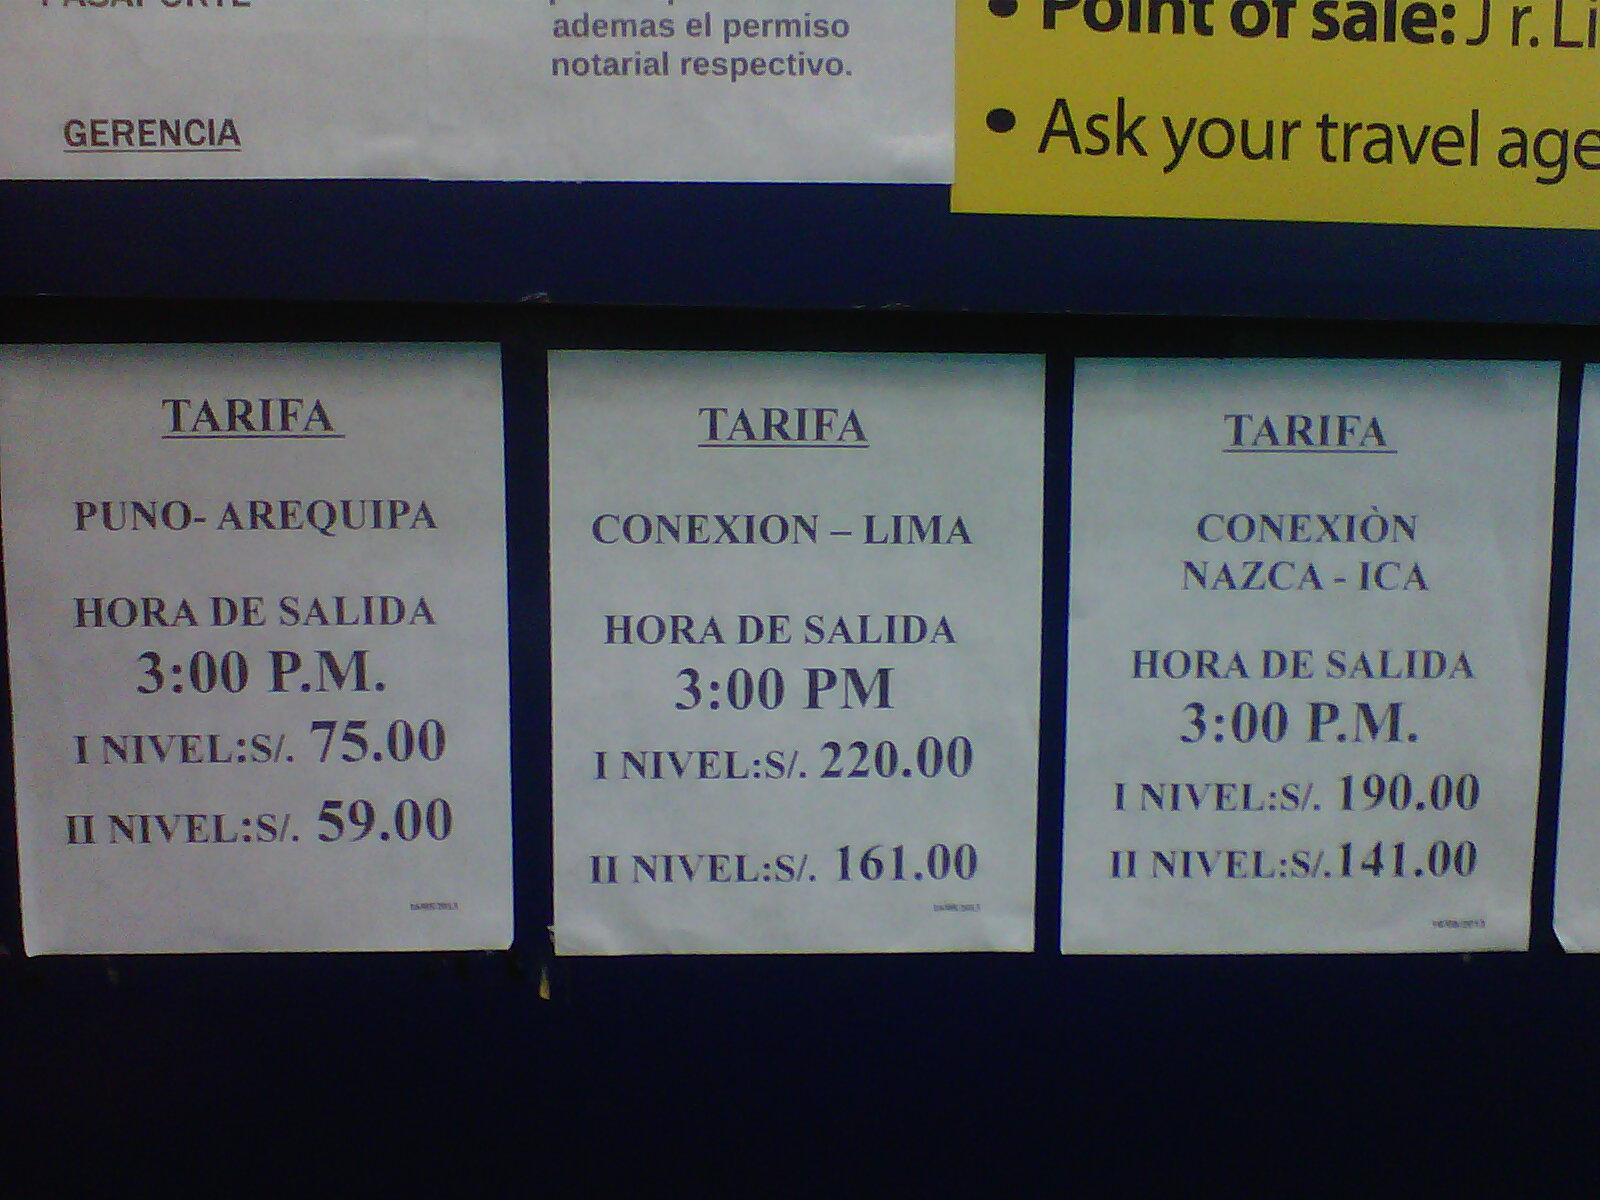 ademas el permiso
notarial respectivo.
GERENCIA
Point of sale: Jr. Li
Ask your travel age
TARIFA
PUNO- AREQUIPA
HORA DE SALIDA
3:00 P.M.
I NIVEL:S/. 75.00
II NIVEL:S/. 59.00
TARIFA
CONEXION – LIMA
HORA DE SALIDA
3:00 PM
I NIVEL:S/. 220.00
II NIVEL:S/. 161.00
TARIFA
CONEXIÒN
NAZCA - ICA
HORA DE SALIDA
3:00 P.M.
I NIVEL:S/. 190.00
II NIVEL:S/.141.00